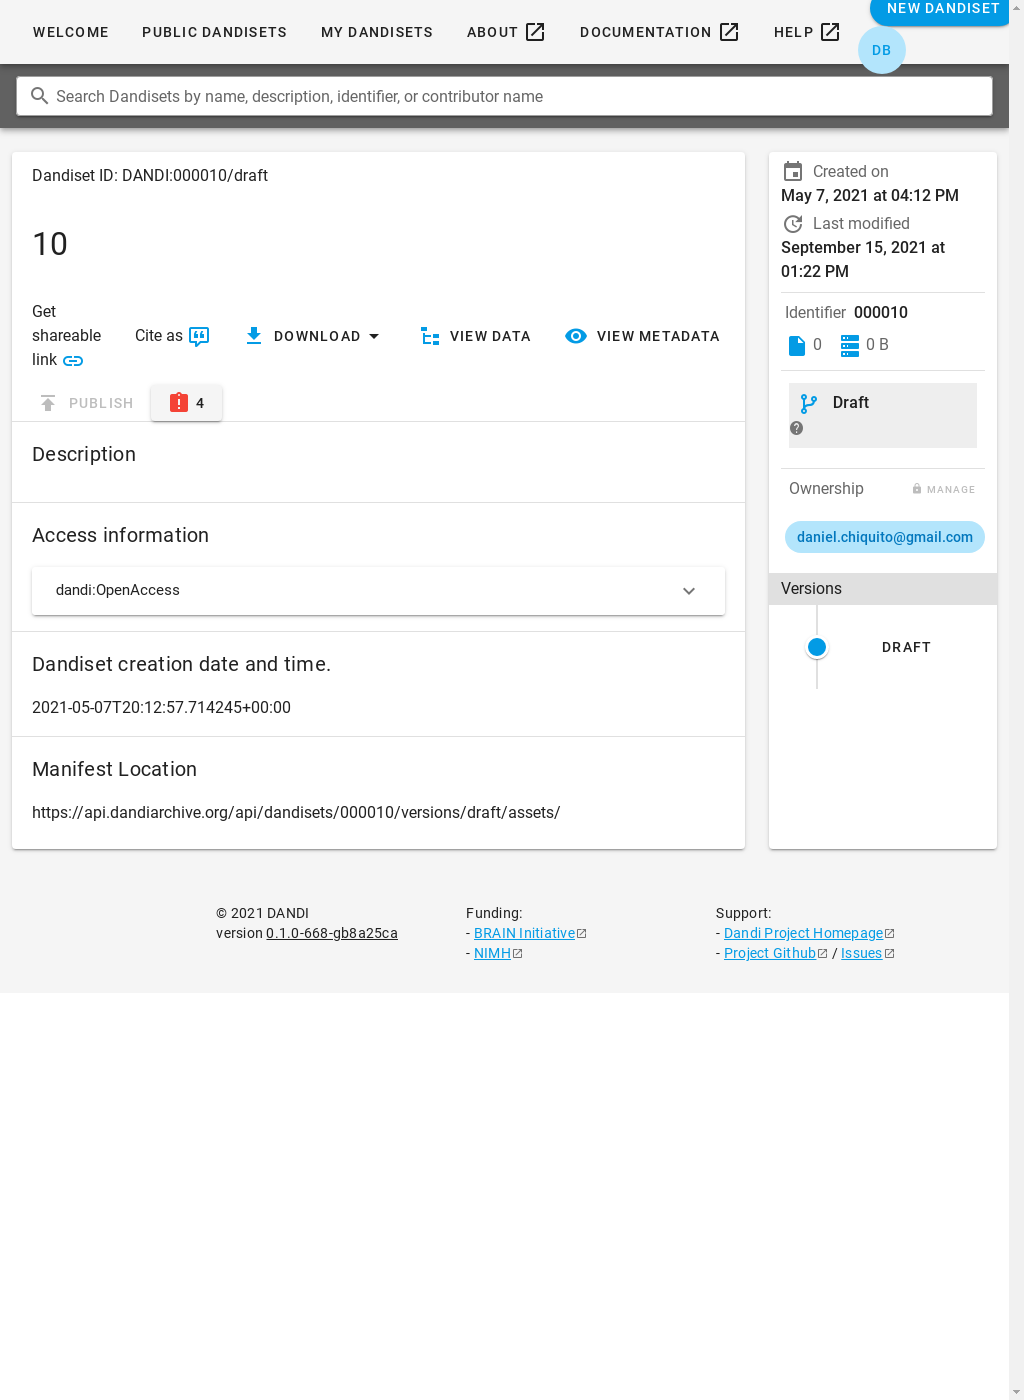 NEW DANDISET
WELCOME
PUBLIC DANDISETS
MY DANDISETS
ABOUT
DOCUMENTATION
HELP
DB
Search Dandisets by name, description, identifier, or contributor name
Dandiset ID: DANDI:000010/draft
10
Get
shareable
link
Cite as
DOWNLOAD
VIEW DATA
VIEW METADATA
PUBLISH
4
Description
Access information
dandi:OpenAccess
Dandiset creation date and time.
2021-05-07T20:12:57.714245+00:00
Manifest Location
https://api.dandiarchive.org/api/dandisets/000010/versions/draft/assets/
Created on
May 7, 2021 at 04:12 PM
Last modified
September 15, 2021 at
01:22 PM
Identifier 000010
0
0 B
Draft
Ownership
MANAGE
daniel.chiquito@gmail.com
Versions
DRAFT
© 2021 DANDI
version 0.1.0-668-gb8a25ca
Funding:
- BRAIN Initiative
- NIMH
Support:
- Dandi Project Homepage
- Project Github / Issues